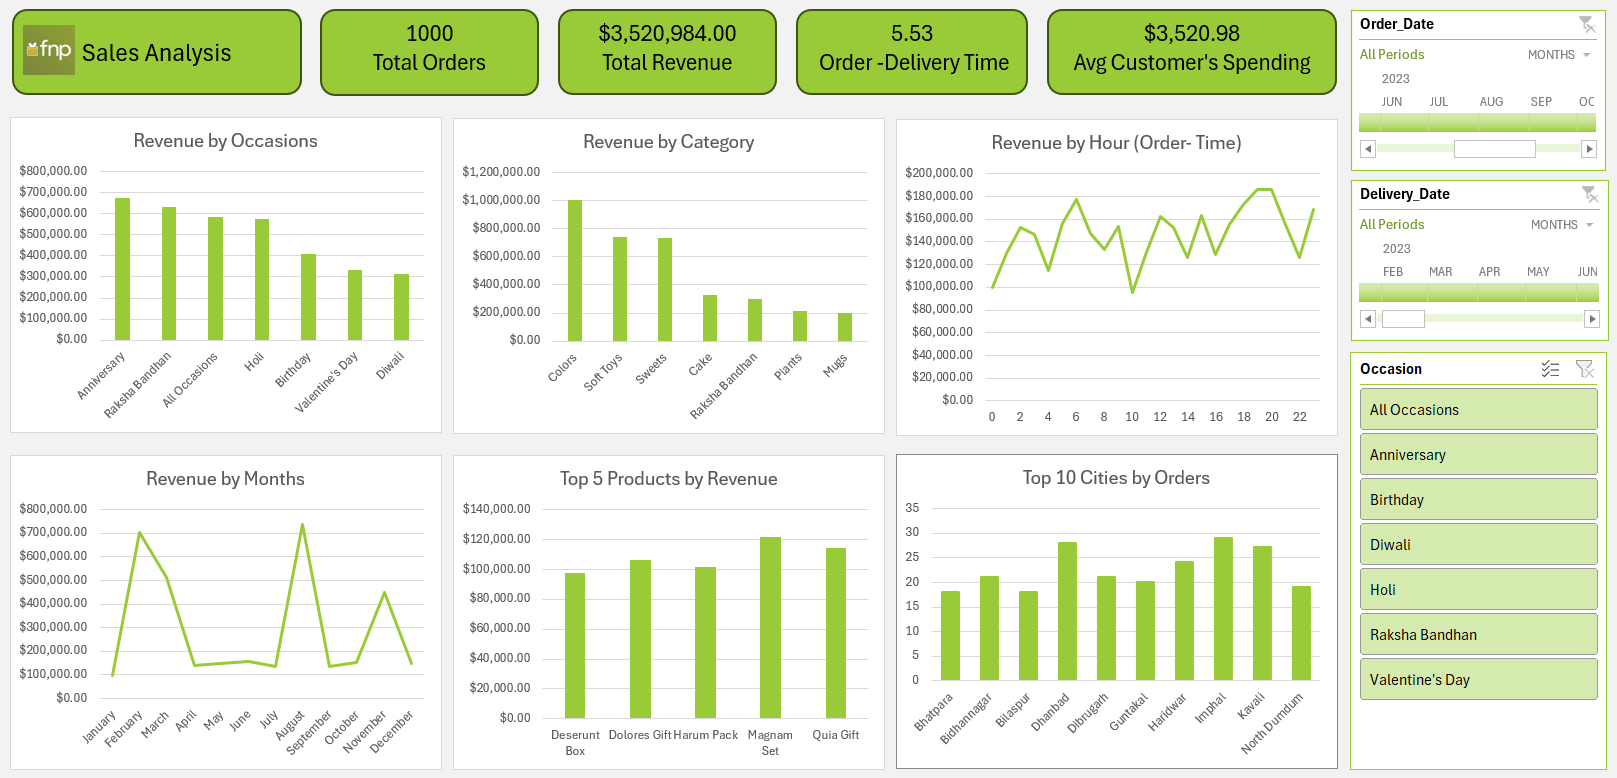 fnp
Sales Analysis
1000
Total Orders
$3,520,984.00
Total Revenue
5.53
Order -Delivery Time
$3,520.98
Avg Customer's Spending
Order_Date
All Periods
MONTHS
2023
JUN JUL AUG SEP OC
Delivery_Date
All Periods
MONTHS
2023
FEB MAR APR MAY JUN
Occasion
All Occasions
Anniversary
Birthday
Diwali
Holi
Raksha Bandhan
Valentine's Day
Revenue by Occasions
$800,000.00
$700,000.00
$600,000.00
$500,000.00
$400,000.00
$300,000.00
$200,000.00
$100,000.00
$0.00
Anniversary
Raksha Bandhan
All Occasions
Holi
Birthday
Valentine's Day
Diwali
Revenue by Category
$1,200,000.00
$1,000,000.00
$800,000.00
$600,000.00
$400,000.00
$200,000.00
$0.00
Colors
Soft Toys
Sweets
Cake
Raksha Bandhan
Plants
Mugs
Revenue by Hour (Order- Time)
$200,000.00
$180,000.00
$160,000.00
$140,000.00
$120,000.00
$100,000.00
$80,000.00
$60,000.00
$40,000.00
$20,000.00
$0.00
0 2 4 6 8 10 12 14 16 18 20 22
Revenue by Months
$800,000.00
$700,000.00
$600,000.00
$500,000.00
$400,000.00
$300,000.00
$200,000.00
$100,000.00
$0.00
January
February
March
April
May
June
July
August
September
October
November
December
Top 5 Products by Revenue
$140,000.00
$120,000.00
$100,000.00
$80,000.00
$60,000.00
$40,000.00
$20,000.00
$0.00
Deserunt
Box
Dolores Gift
Harum Pack
Magnam
Set
Quia Gift
Top 10 Cities by Orders
35
30
25
20
15
10
5
0
Bhatpara
Bidhannagar
Bilaspur
Dhanbad
Dibrugarh
Guntakal
Haridwar
Imphal
Kavali
North Dumdum